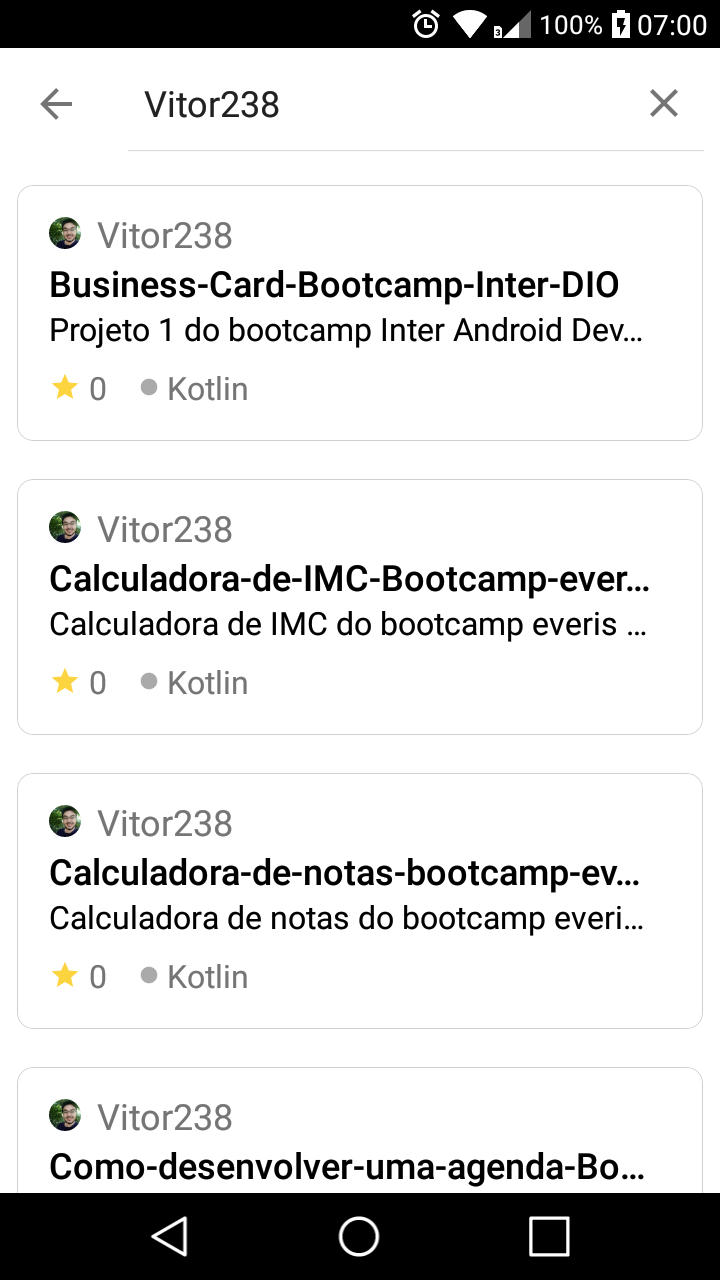 100% 07:00
Vitor238
Vitor238
Business-Card-Bootcamp-Inter-DIO
Projeto 1 do bootcamp Inter Android Dev...
0 Kotlin
Vitor238
Calculadora-de-IMC-Bootcamp-ever...
Calculadora de IMC do bootcamp everis ...
0 Kotlin
Vitor238
Calculadora-de-notas-bootcamp-ev...
Calculadora de notas do bootcamp everi...
0 Kotlin
Vitor238
Como-desenvolver-uma-agenda-Bo...